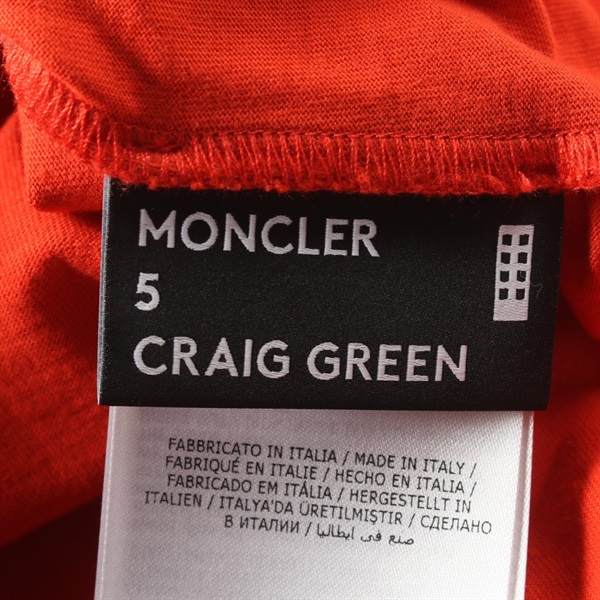 MONCLER
5
CRAIG GREEN
FABBRICATO IN ITALIA / MADE IN ITALY /
FABRIQUÉ EN ITALIE / HECHO EN ITALIA /
FABRICADO EM ITÁLIA / HERGESTELLT IN
ITALIEN / ITALYA'DA ÜRETILMIŞTIR / СДЕЛАНО
В ИТАЛИИ / صنع في ايطاليا